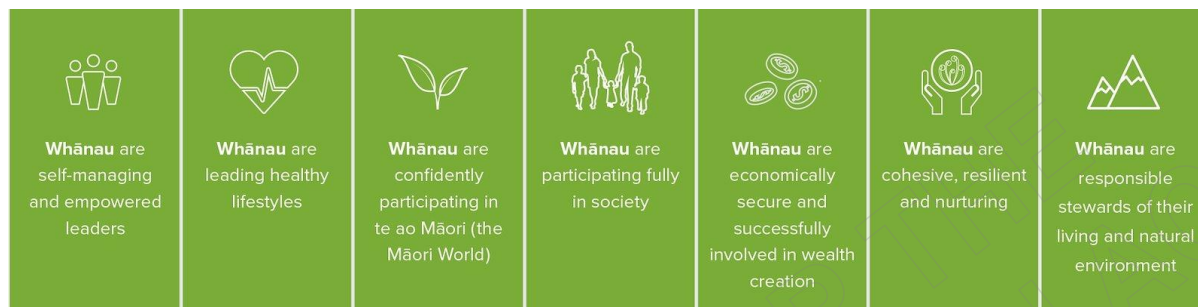 Whānau are
self-managing
and empowered
leaders
Whānau are
leading healthy
lifestyles
Whānau are
confidently
participating in
te ao Māori (the
Māori World)
Whānau are
participating fully
in society
Whānau are
economically
secure and
successfully
involved in wealth
creation
Whānau are
cohesive, resilient
and nurturing
Whānau are
responsible
stewards of their
living and natural
environment